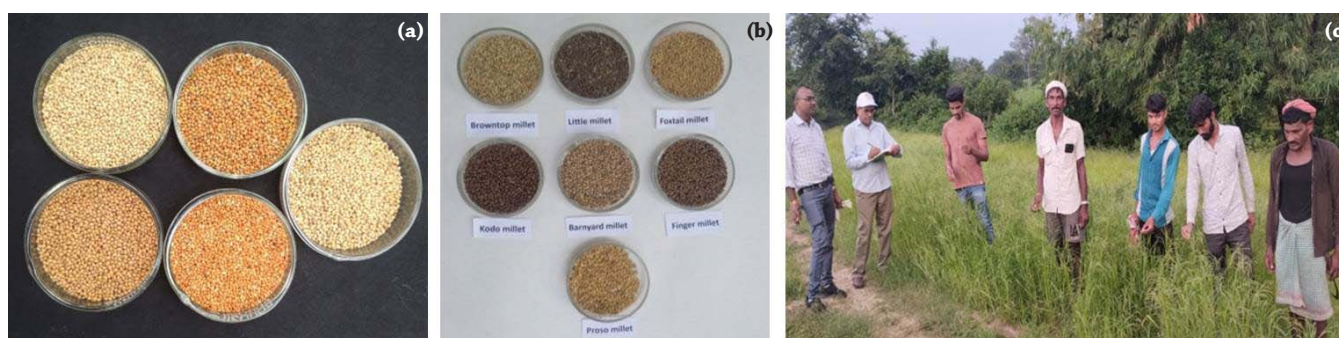 (a)
(b)
Browntop millet
Little millet
Foxtail millet
Kodo millet
Barnyard millet
Finger millet
Proso millet
(c